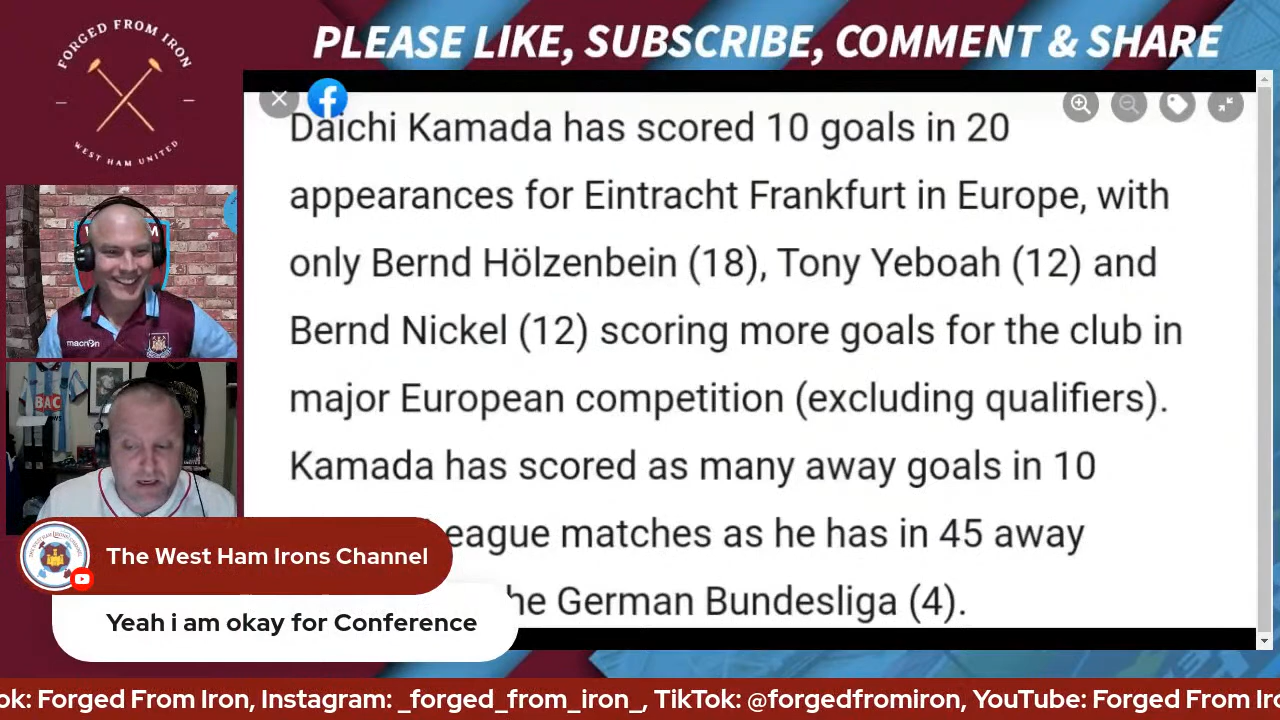 FORGED FROM IRON
WEST HAM UNITED
PLEASE LIKE, SUBSCRIBE, COMMENT & SHARE
Daichi Kamada has scored 10 goals in 20
appearances for Eintracht Frankfurt in Europe, with
only Bernd Hölzenbein (18), Tony Yeboah (12) and
Bernd Nickel (12) scoring more goals for the club in
major European competition (excluding qualifiers).
Kamada has scored as many away goals in 10
eague matches as he has in 45 away
he German Bundesliga (4).
macron
BAC
The West Ham Irons Channel
Yeah i am okay for Conference
ok: Forged From Iron, Instagram: _forged_from_iron_, TikTok: @forgedfromiron, YouTube: Forged From Iro